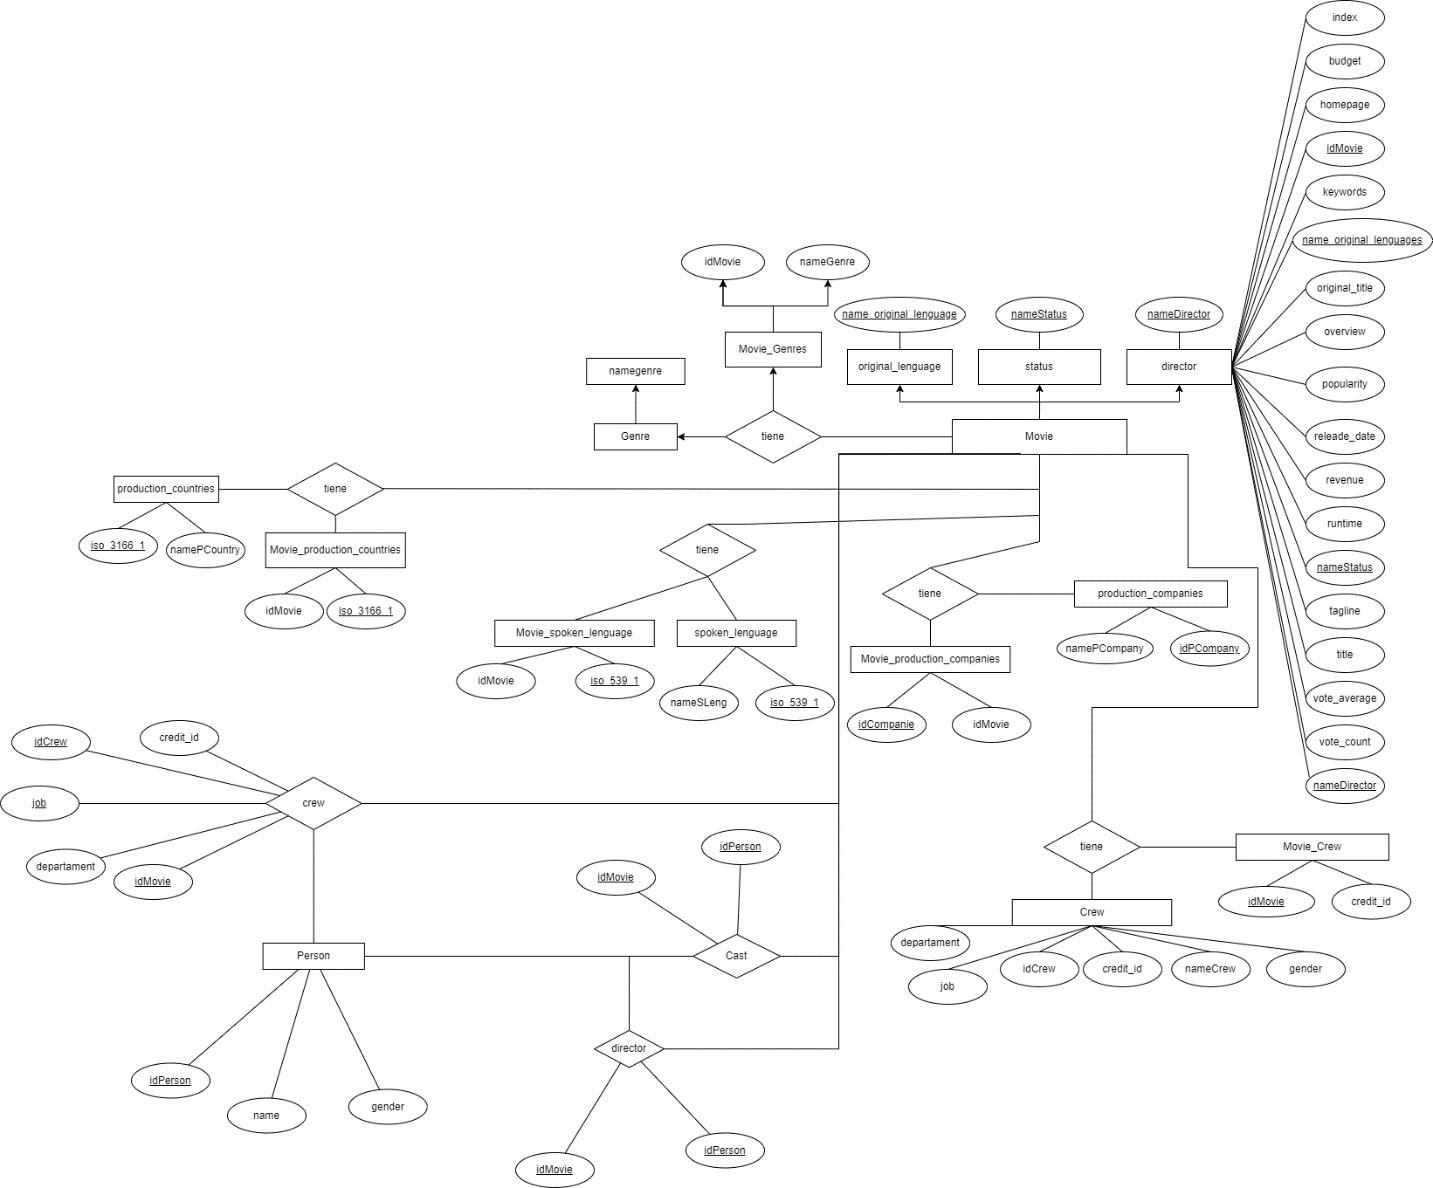 index
budget
homepage
idMovie
keywords
name_original_lenguages
idMovie
nameGenre
original_title
name_original_lenguage
nameStatus
nameDirector
overview
Movie_Genres
original_lenguage
status
director
namegenre
popularity
Genre
tiene
Movie
releade_date
revenue
production_countries
tiene
runtime
iso_3166_1
namePCountry
Movie_production_countries
tiene
nameStatus
idMovie
iso_3166_1
tiene
production_companies
tagline
Movie_spoken_lenguage
spoken_lenguage
namePCompany
idPCompany
title
Movie_production_companies
idMovie
iso_539_1
nameSLeng
iso_539_1
vote_average
idCompanie
idMovie
vote_count
idCrew
credit_id
nameDirector
job
crew
departament
idMovie
idPerson
idMovie
tiene
Movie_Crew
idMovie
credit_id
Crew
departament
Person
Cast
job
idCrew
credit_id
nameCrew
gender
director
idPerson
name
gender
idMovie
idPerson